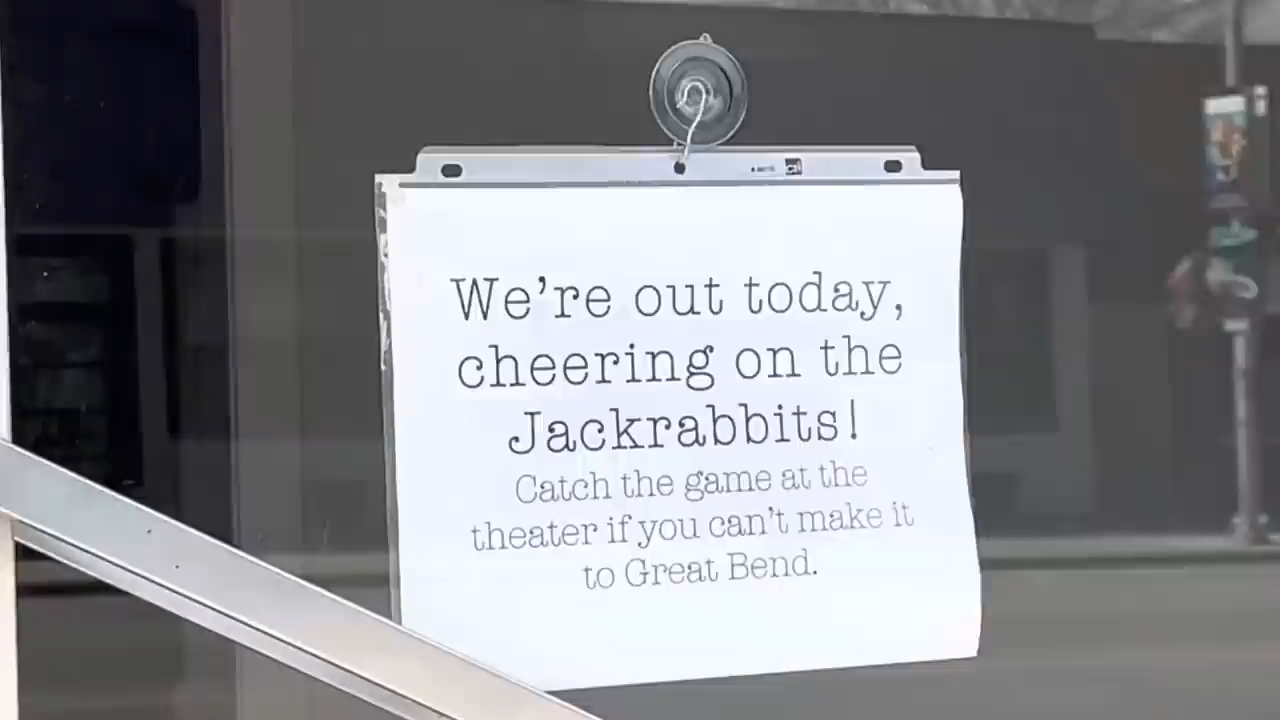 We're out today,
cheering on the
Jackrabbits!
Catch the game at the
theater if you can't make it
to Great Bend.